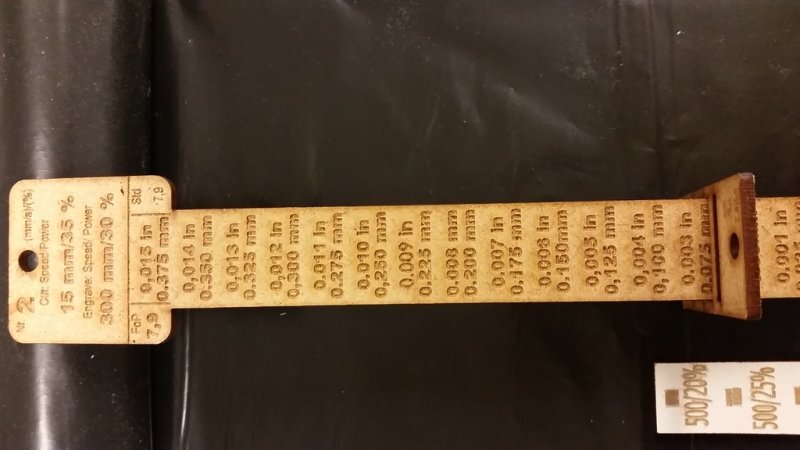 Nr. 2 mm/s)/(%)
Cut: Speed/Power
15 mm/35 %
Engrave: Speed/ Power
300 mm/30 %
PoP Std
7,9 -7,9
0.015 in
0.375 mm
0,014 in
0.350 mm
0,013 in
0.325 mm
0,012 in
0,300 mm
0,011 in
0.275 mm
0,010 in
0,250 mm
0,009 in
0.225 mm
0.008 mm
0.200 mm
0,007 in
0.175 mm
0.006 in
0.150mm
0,005 in
0,125 mm
0,004 in
0,100 mm
0.003 in
0.075 mm
0,001 in
500/20%
500/25%